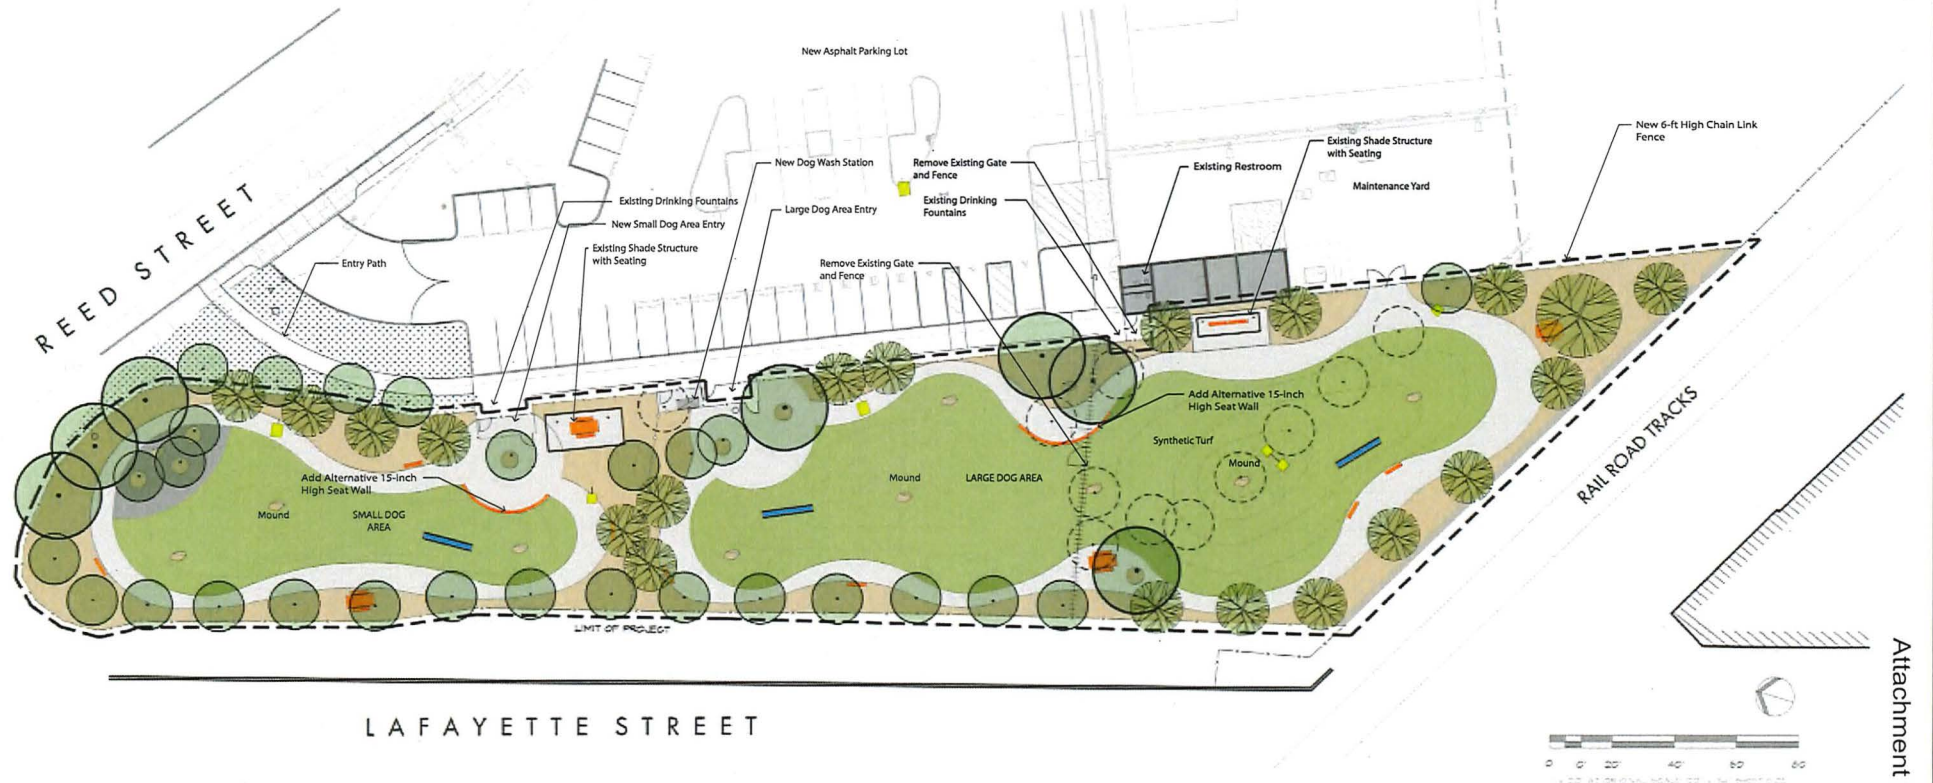 New Asphalt Parking Lot
New 6-ft High Chain Link
Fence
Existing Shade Structure
with Seating
New Dog Wash Station
Remove Existing Gate
and Fence
Existing Restroom
Maintenance Yard
REED STREET
Existing Drinking Fountains
Large Dog Area Entry
Existing Drinking
Fountains
New Small Dog Area Entry
Existing Shade Structure
with Seating
Entry Path
Remove Existing Gate
and Fence
Add Alternative 15-inch
High Seat Wall
Synthetic Turf
Mound
RAIL ROAD TRACKS
Mound
LARGE DOG AREA
Add Alternative 15-inch
High Seat Wall
Mound
SMALL DOG
AREA
LIMIT OF PROJECT
LAFAYETTE STREET
Attachment
0 20' 40'